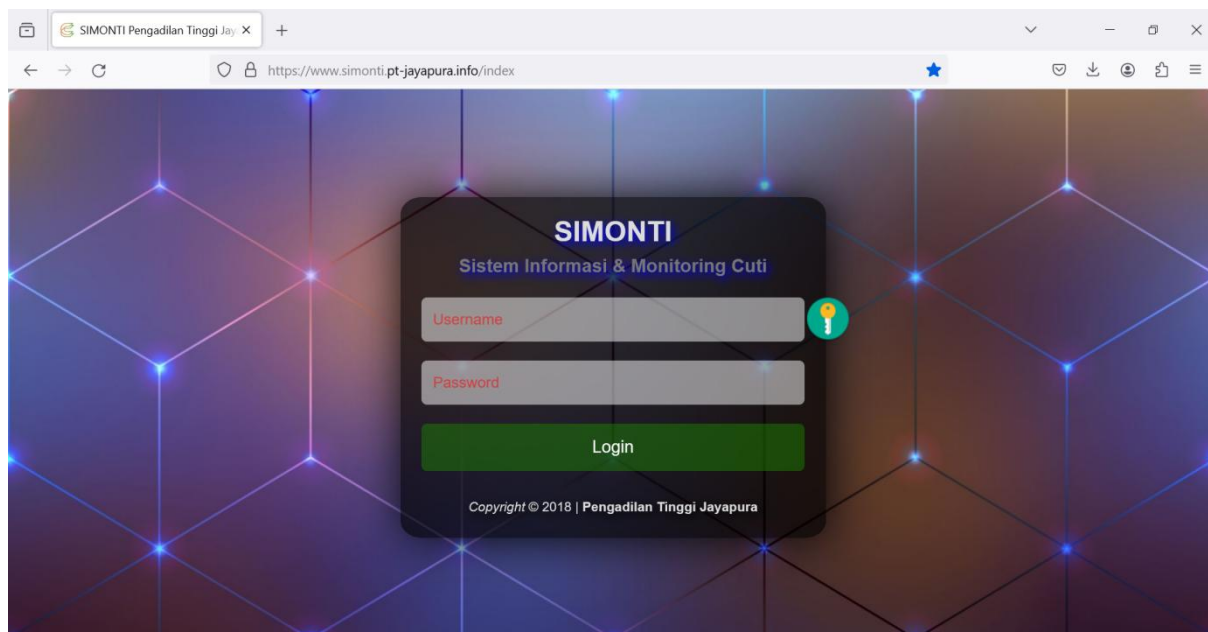 SIMONTI Pengadilan Tinggi Jay
https://www.simonti.pt-jayapura.info/index
SIMONTI
Sistem Informasi & Monitoring Cuti
Username
Password
Login
Copyright © 2018 | Pengadilan Tinggi Jayapura